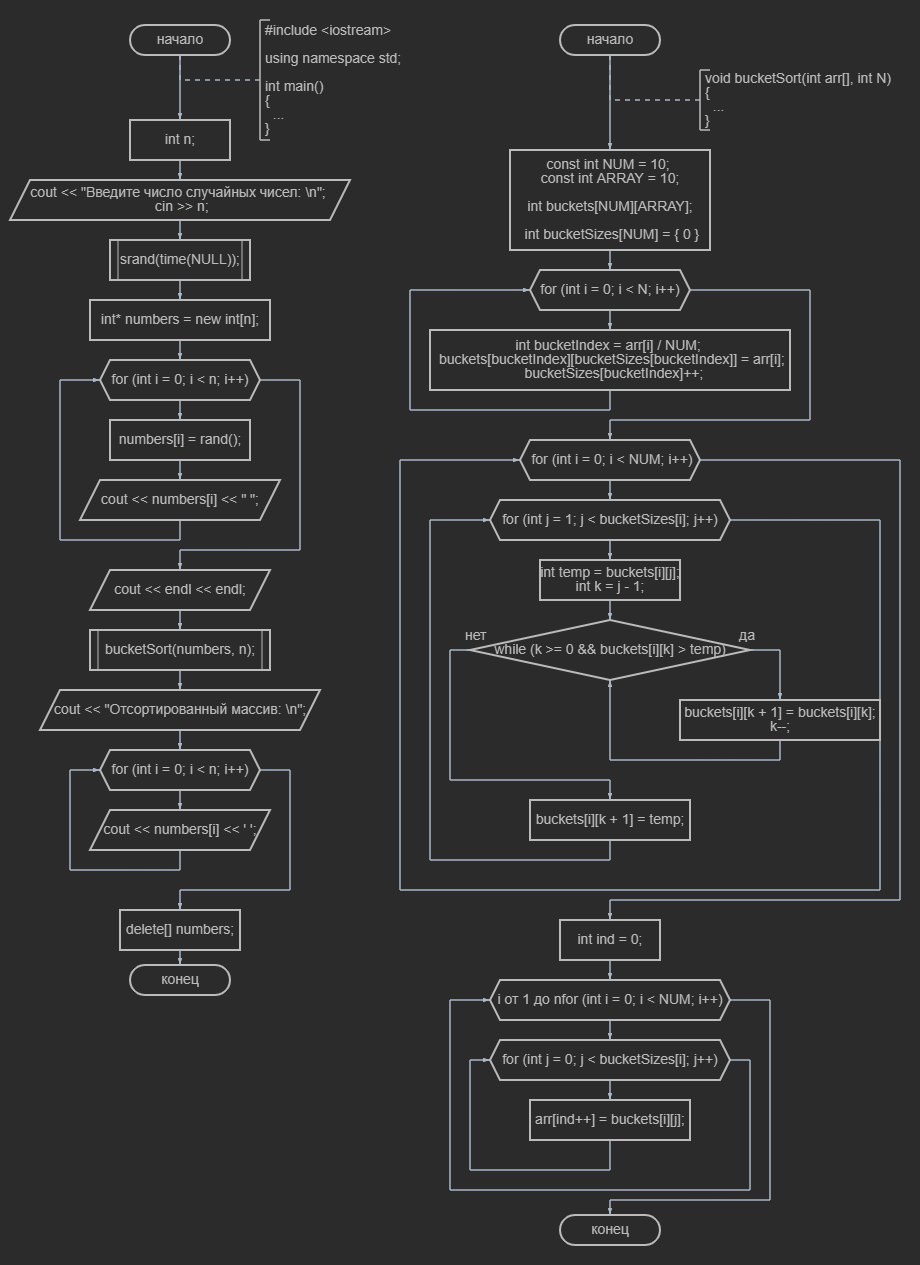 начало
#include <iostream>
using namespace std;
int main()
{
...
}
int n;
cout << "Введите число случайных чисел: \n";
cin >> n;
srand(time(NULL));
int* numbers = new int[n];
for (int i = 0; i < n; i++)
numbers[i] = rand();
cout << numbers[i] << " ";
cout << endl << endl;
bucketSort(numbers, n);
cout << "Отсортированный массив: \n";
for (int i = 0; i < n; i++)
cout << numbers[i] << ' ';
delete[] numbers;
конец
начало
void bucketSort(int arr[], int N)
{
...
}
const int NUM = 10;
const int ARRAY = 10;
int buckets[NUM][ARRAY];
int bucketSizes[NUM] = { 0 }
for (int i = 0; i < N; i++)
int bucketIndex = arr[i] / NUM;
buckets[bucketIndex][bucketSizes[bucketIndex]] = arr[i];
bucketSizes[bucketIndex]++;
for (int i = 0; i < NUM; i++)
for (int j = 1; j < bucketSizes[i]; j++)
int temp = buckets[i][j];
int k = j - 1;
нет
да
while (k >= 0 && buckets[i][k] > temp)
buckets[i][k + 1] = buckets[i][k];
k--;
buckets[i][k + 1] = temp;
int ind = 0;
i от 1 до nfor (int i = 0; i < NUM; i++)
for (int j = 0; j < bucketSizes[i]; j++)
arr[ind++] = buckets[i][j];
конец